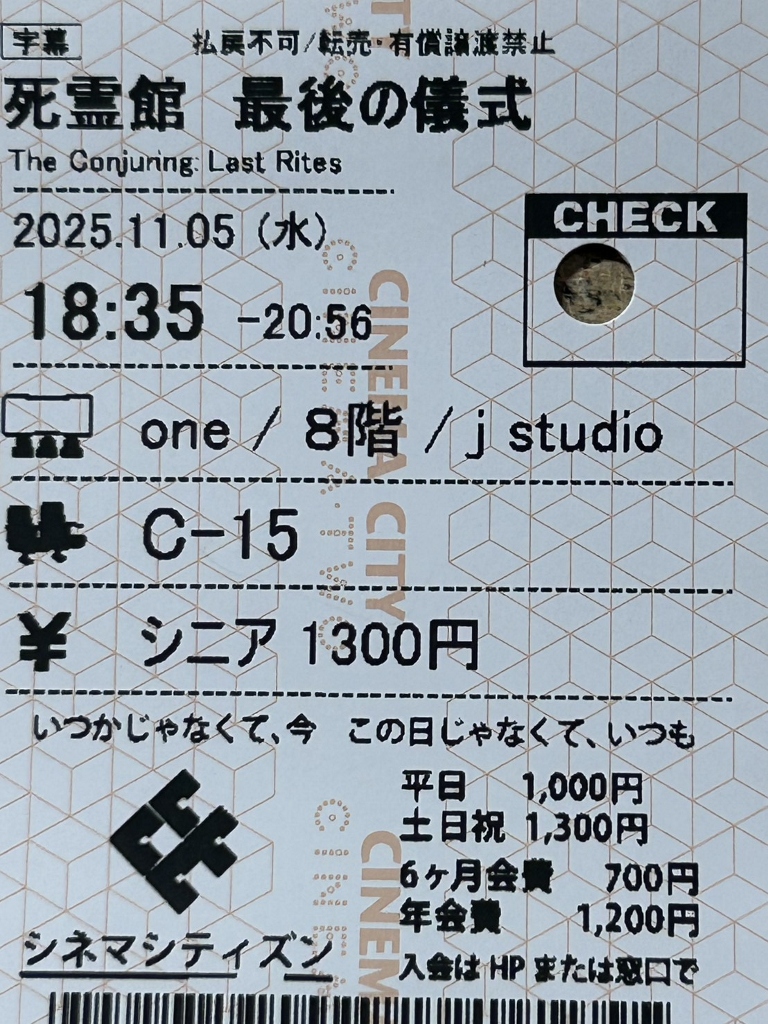 字幕 払戻不可/転売・有償譲渡禁止
死霊館 最後の儀式
The Conjuring: Last Rites
2025.11.05 (水)
CHECK
18:35 -20:56
one / 8階 / j studio
C-15
¥ シニア 1300円
いつかじゃなくて、今 この日じゃなくて、いつも
平日 1,000円
土日祝 1,300円
6ヶ月会費 700円
年会費 1,200円
シネマシティズン
入会は HP または窓口で
CINEMA CITY
CINEM